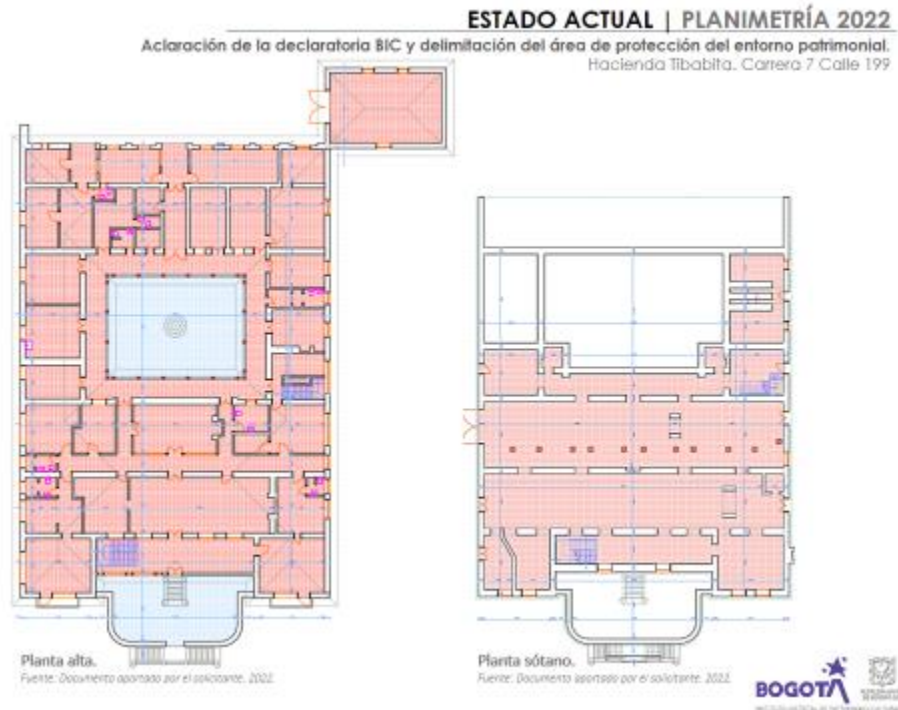 ESTADO ACTUAL | PLANIMETRÍA 2022
Aclaración de la declaratoria BIC y delimitación del área de protección del entorno patrimonial.
Hacienda Tibabita. Carrera 7 Calle 199
Planta alta.
Fuente: Documento aportado por el solicitante. 2022.
Planta sótano.
Fuente: Documento aportado por el solicitante. 2022.
BOGOTÁ